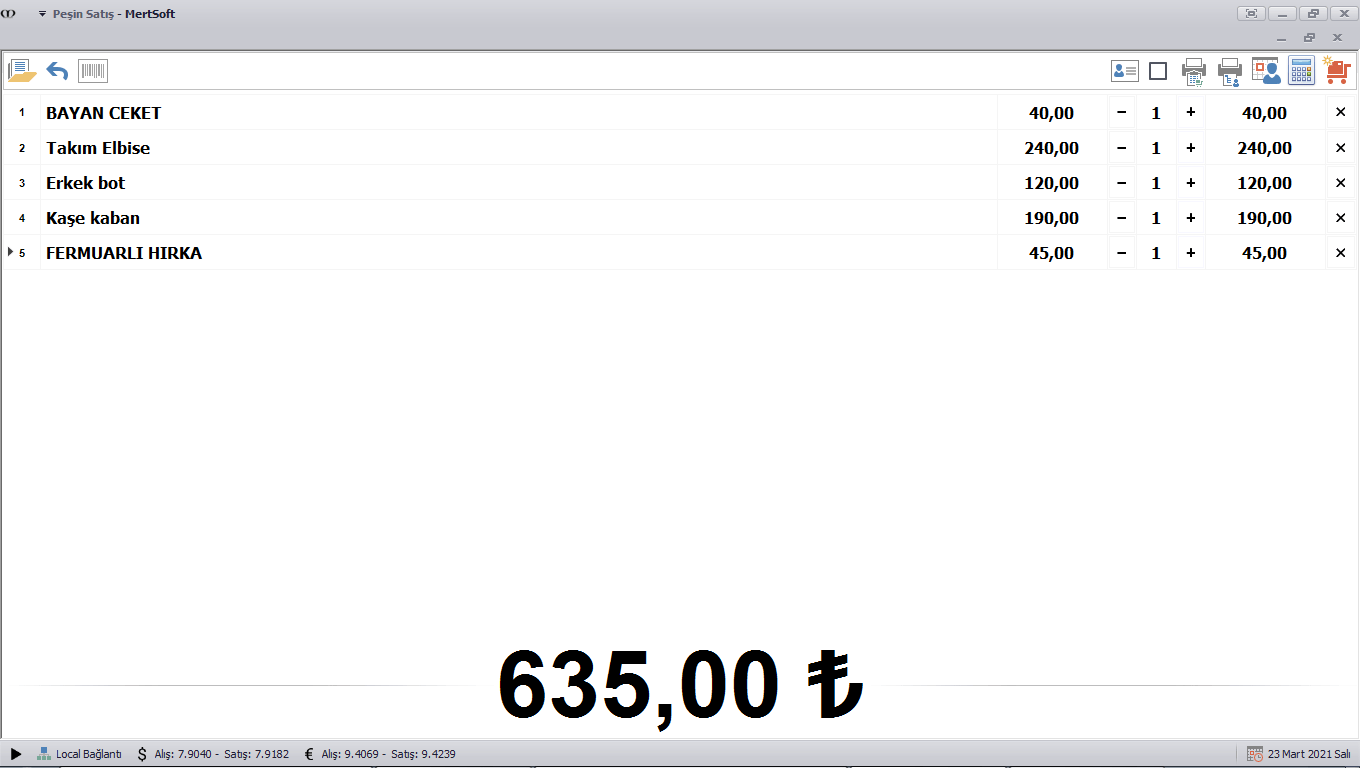 Peşin Satış - MertSoft
1 BAYAN CEKET 40,00 − 1 + 40,00 ×
2 Takım Elbise 240,00 − 1 + 240,00 ×
3 Erkek bot 120,00 − 1 + 120,00 ×
4 Kaşe kaban 190,00 − 1 + 190,00 ×
5 FERMUARLI HIRKA 45,00 − 1 + 45,00 ×
635,00 ₺
Local Bağlantı $ Alış: 7.9040 - Satış: 7.9182 € Alış: 9.4069 - Satış: 9.4239 23 Mart 2021 Salı